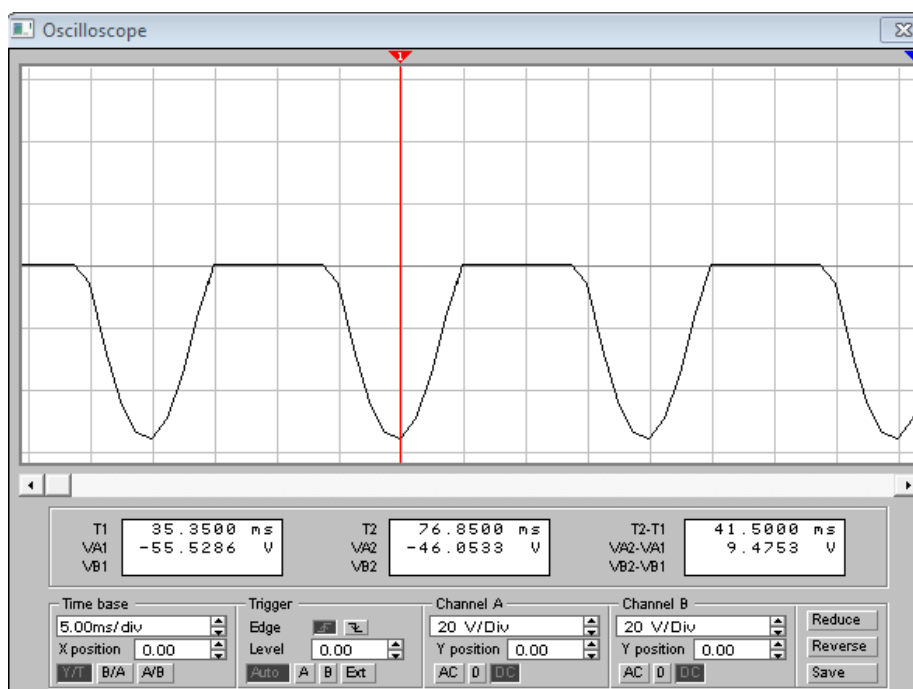 Oscilloscope
1
T1 35.3500 ms
VA1 -55.5286 V
VB1
T2 76.8500 ms
VA2 -46.0533 V
VB2
T2-T1 41.5000 ms
VA2-VA1 9.4753 V
VB2-VB1
Time base
5.00ms/div
X position 0.00
Y/T B/A A/B
Trigger
Edge
Level 0.00
Auto A B Ext
Channel A
20 V/Div
Y position 0.00
AC 0 DC
Channel B
20 V/Div
Y position 0.00
AC 0 DC
Reduce
Reverse
Save